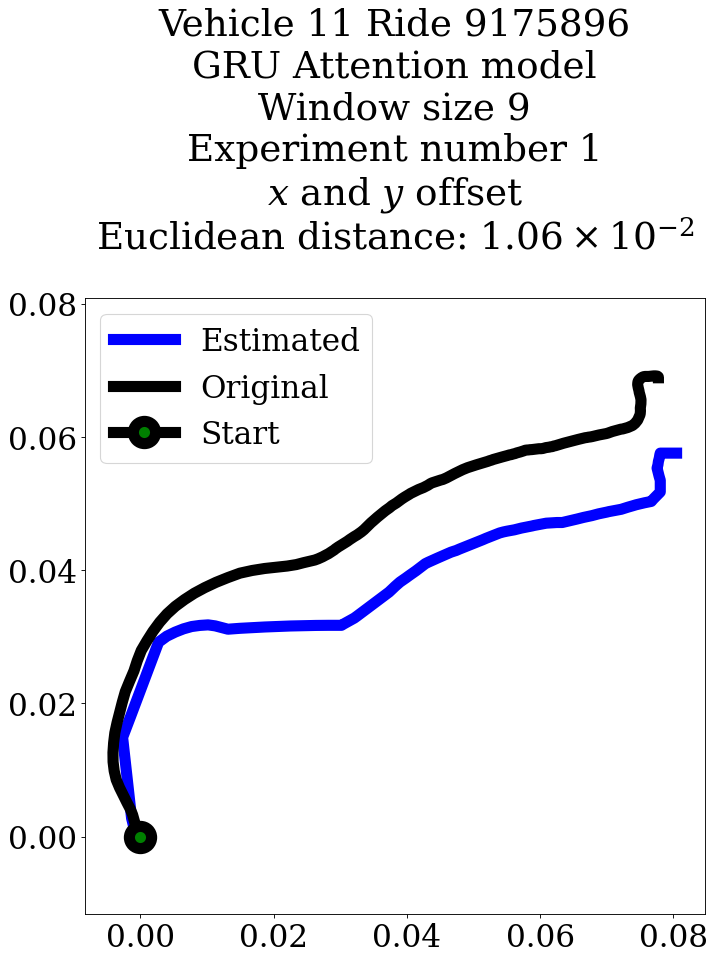 Vehicle 11 Ride 9175896
GRU Attention model
Window size 9
Experiment number 1
x and y offset
Euclidean distance: 1.06 × 10⁻²
0.08
0.06
0.04
0.02
0.00
Estimated
Original
Start
0.00 0.02 0.04 0.06 0.08